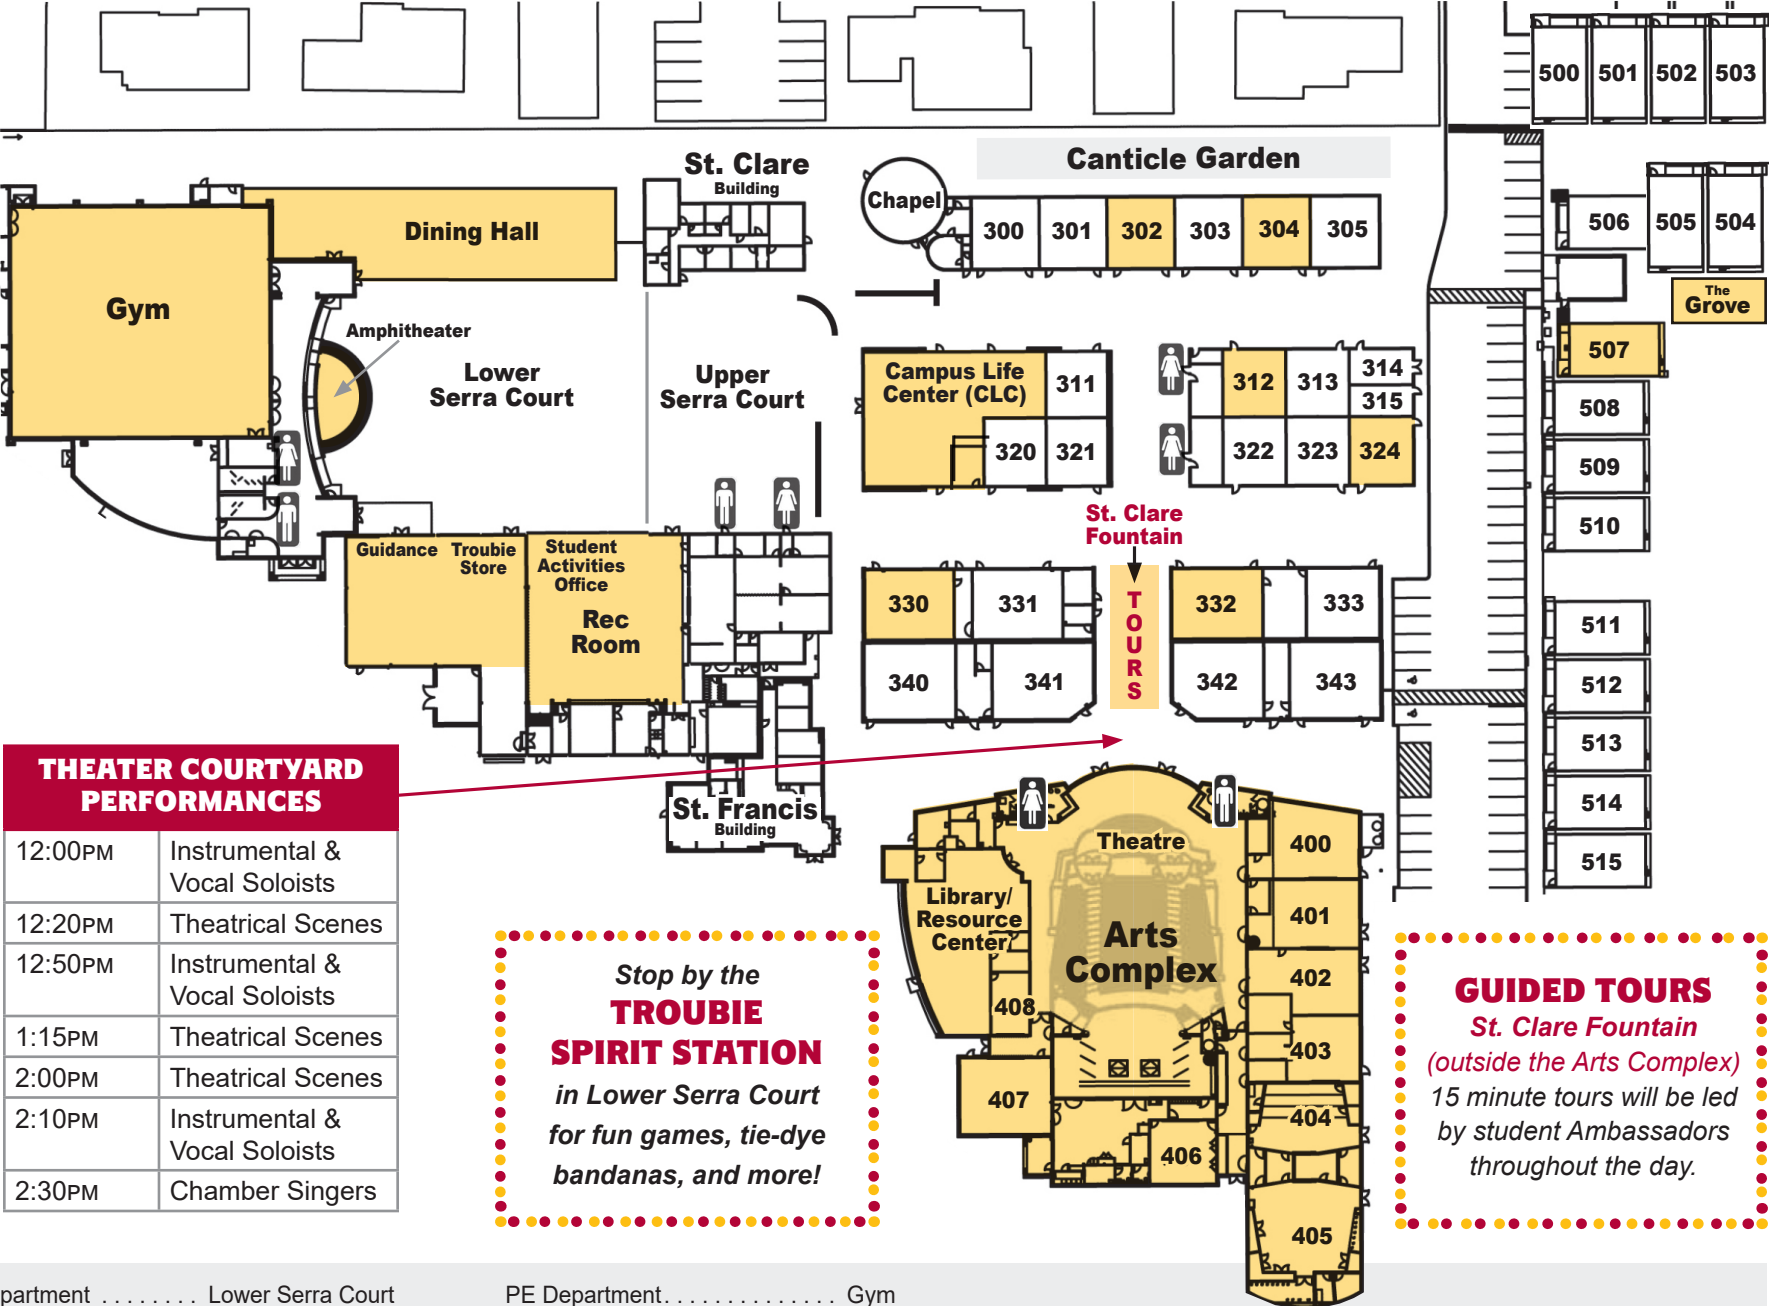 500 501 502 503
Canticle Garden
St. Clare
Building
Chapel
300 301 302 303 304 305
506 505 504
The
Grove
Dining Hall
Gym
Amphitheater
Lower
Serra Court
Upper
Serra Court
Campus Life
Center (CLC)
311
320 321
312 313 314
315
322 323 324
507
508
509
510
511
512
513
514
515
St. Clare
Fountain
TOURS
330 331
340 341
332 333
342 343
Guidance
Troubie
Store
Student
Activities
Office
Rec
Room
St. Francis
Building
THEATER COURTYARD
PERFORMANCES
12:00PM Instrumental &
Vocal Soloists
12:20PM Theatrical Scenes
12:50PM Instrumental &
Vocal Soloists
1:15PM Theatrical Scenes
2:00PM Theatrical Scenes
2:10PM Instrumental &
Vocal Soloists
2:30PM Chamber Singers
Stop by the
TROUBIE
SPIRIT STATION
in Lower Serra Court
for fun games, tie-dye
bandanas, and more!
Theatre
Library/
Resource
Center
Arts
Complex
400
401
402
403
404
405
406
407
408
GUIDED TOURS
St. Clare Fountain
(outside the Arts Complex)
15 minute tours will be led
by student Ambassadors
throughout the day.
partment . . . . . . . . Lower Serra Court
PE Department. . . . . . . . . . . . . . Gym